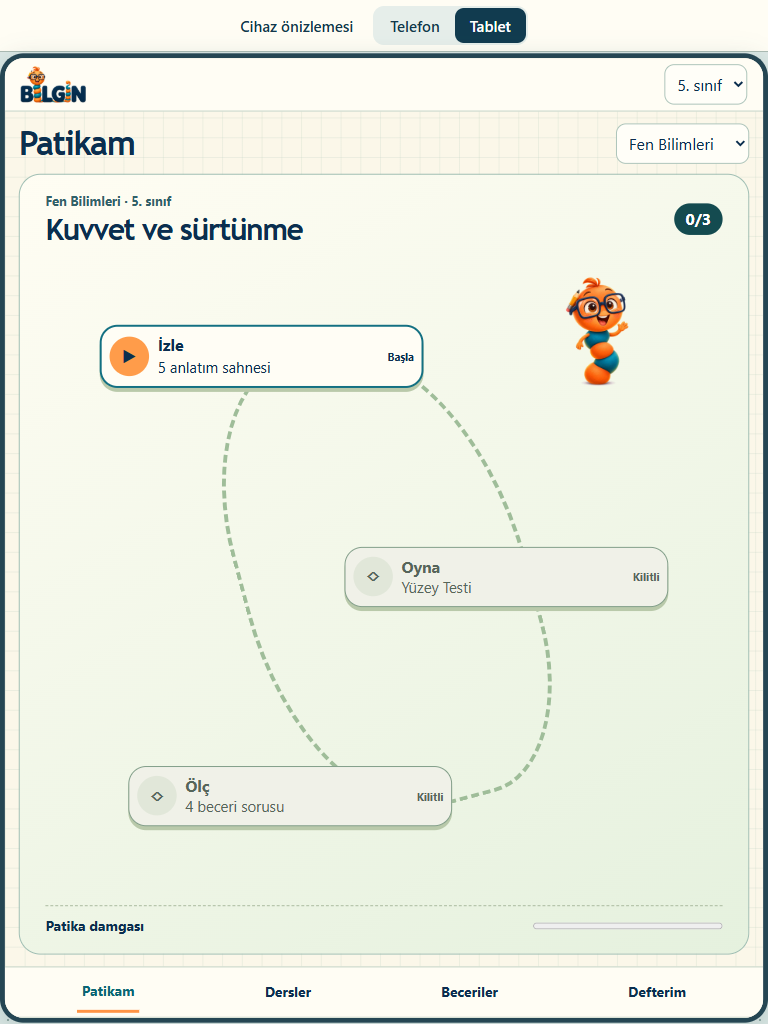 Cihaz önizlemesi
Telefon
Tablet
BİLGİN
5. sınıf
Patikam
Fen Bilimleri
Fen Bilimleri · 5. sınıf
Kuvvet ve sürtünme
0/3
İzle
5 anlatım sahnesi
Başla
Oyna
Yüzey Testi
Kilitli
Ölç
4 beceri sorusu
Kilitli
Patika damgası
Patikam
Dersler
Beceriler
Defterim